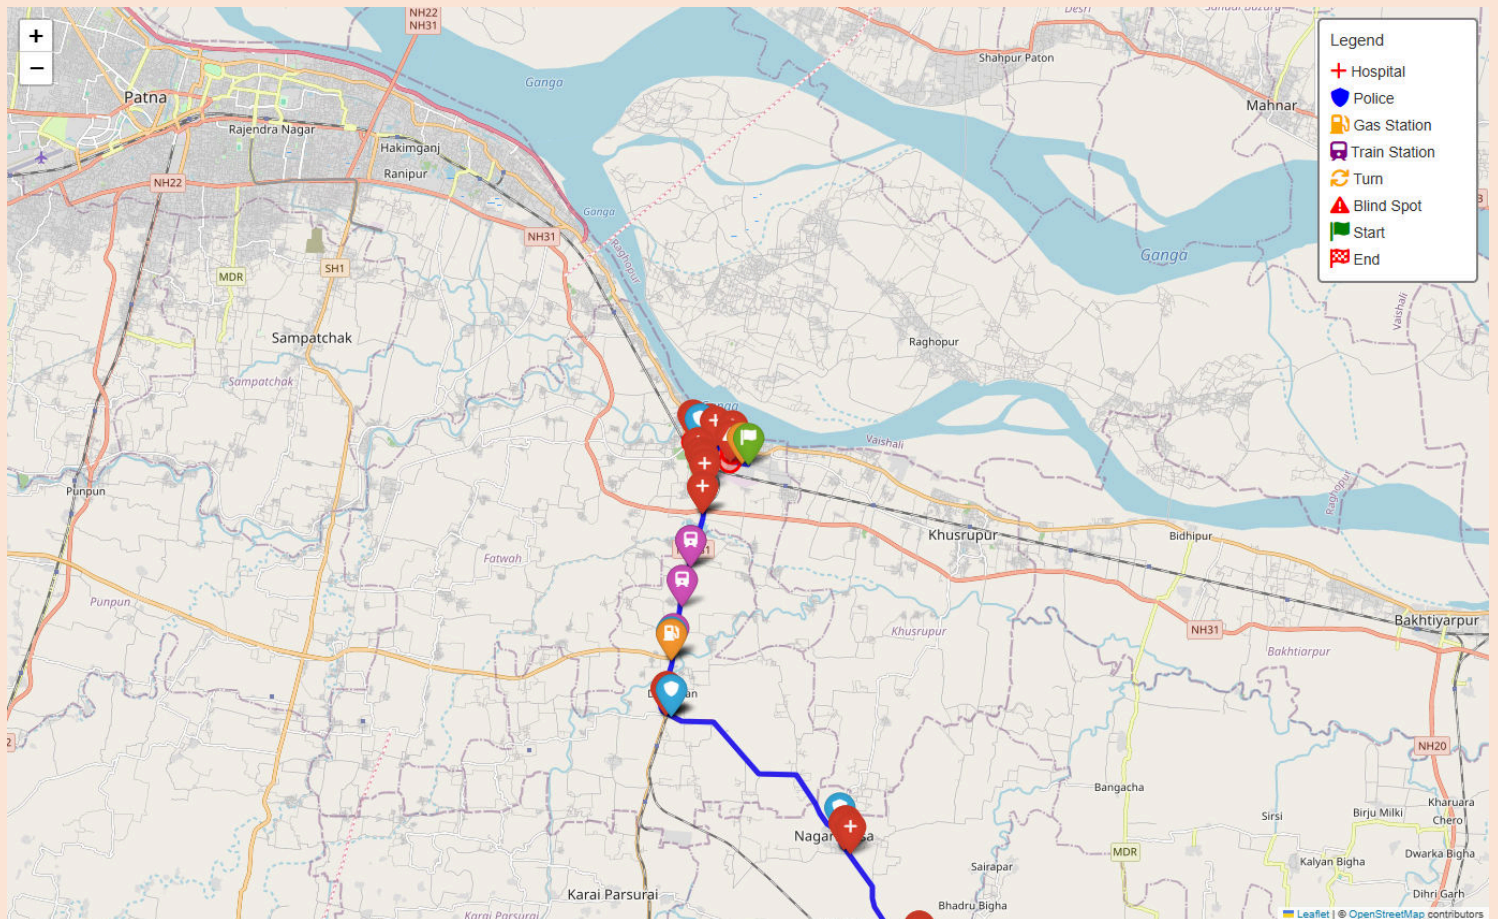 +
−
Legend
Hospital
Police
Gas Station
Train Station
Turn
Blind Spot
Start
End
NH22
NH31
Shahpur Paton
Ganga
Patna
Mahnar
Rajendra Nagar
Hakimganj
Ranipur
NH22
Ganga
NH31
Raghopur
Ganga
SH1
MDR
Vaishali
Sampatchak
Raghopur
Sampatchak
Vaishali
Punpun
Raghopur
Khusrupur
Bidhipur
Fatwah
Punpun
Bakhtiyarpur
NH31
Khusrupur
Bakhtiarpur
NH20
Bangacha
Kharuara
Chero
Birju Milki
Sirsi
MDR
Dwarka Bigha
Kalyan Bigha
Sairapar
Karai Parsurai
Dihri Garh
Bhadru Bigha
Karai Parsurai
Leaflet | © OpenStreetMap contributors